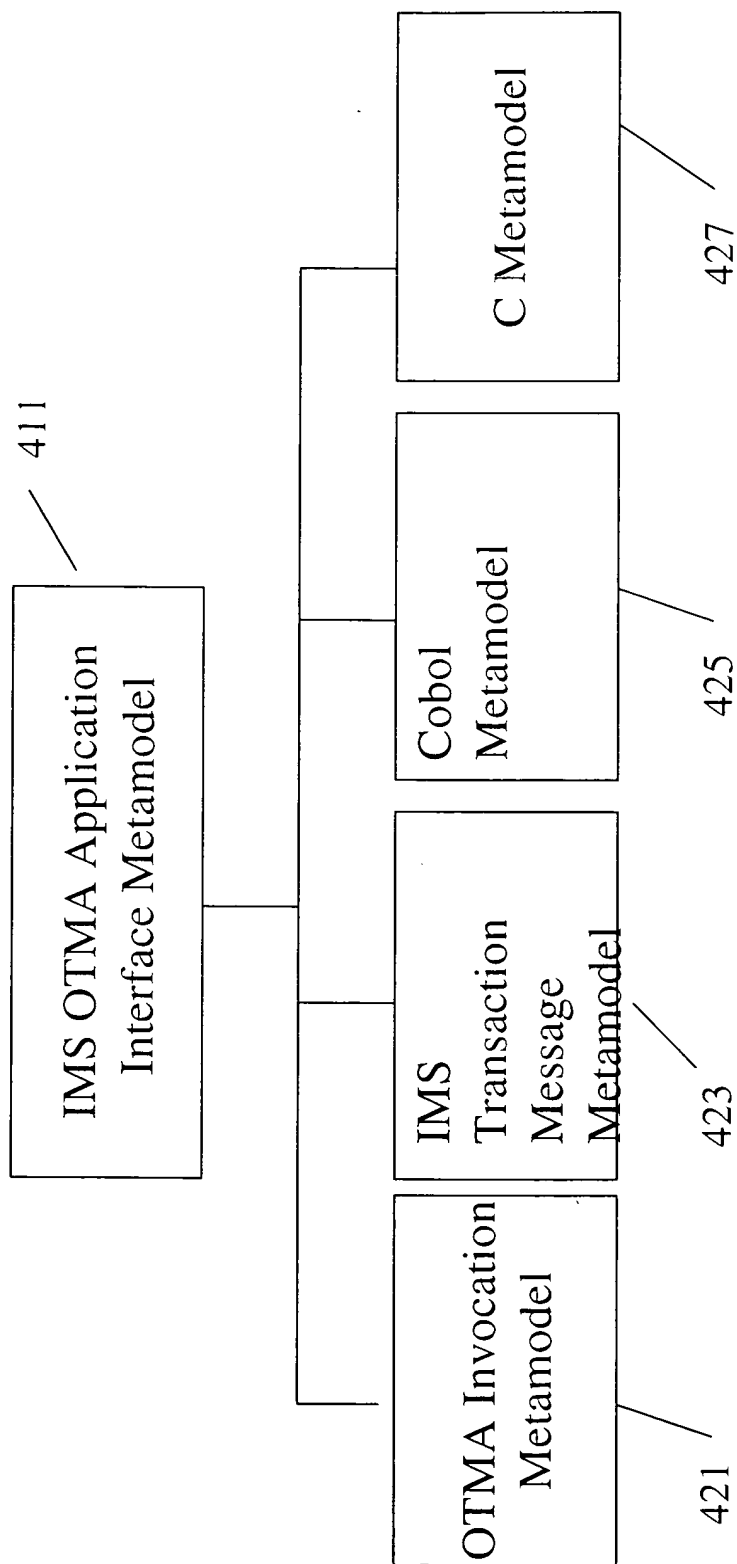 IMS OTMA Application
Interface Metamodel
411
OTMA Invocation
Metamodel
421
IMS
Transaction
Message
Metamodel
423
Cobol
Metamodel
425
C Metamodel
427